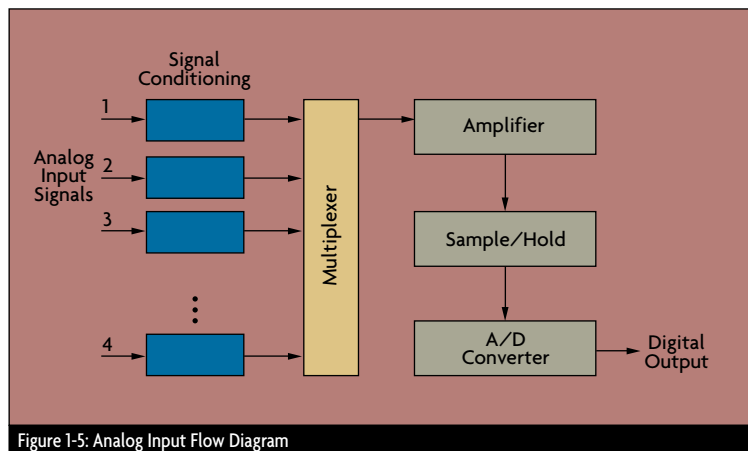 Signal
Conditioning
1
Analog
Input
Signals
2
3
4
Multiplexer
Amplifier
Sample/Hold
A/D
Converter
Digital
Output
Figure 1-5: Analog Input Flow Diagram